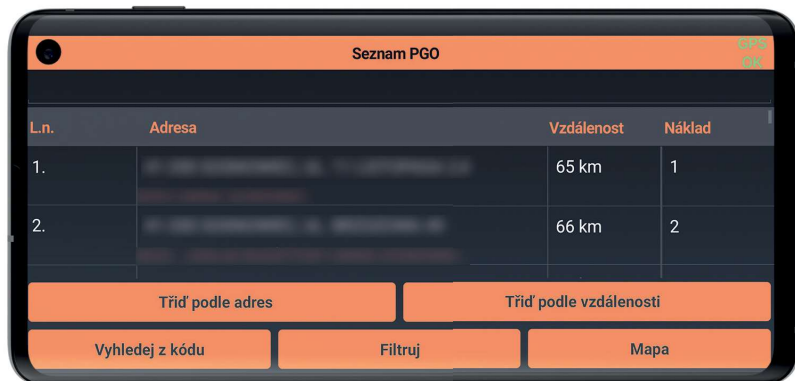 Seznam PGO
GPS
OK
L.n. Adresa Vzdálenost Náklad
1. 65 km 1
2. 66 km 2
Třiď podle adres Třiď podle vzdálenosti
Vyhledej z kódu Filtruj Mapa